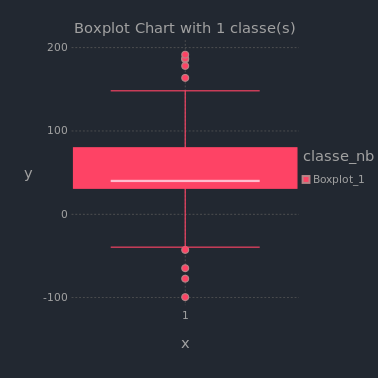 Boxplot Chart with 1 classe(s)
200
100
0
-100
y
1
x
classe_nb
Boxplot_1